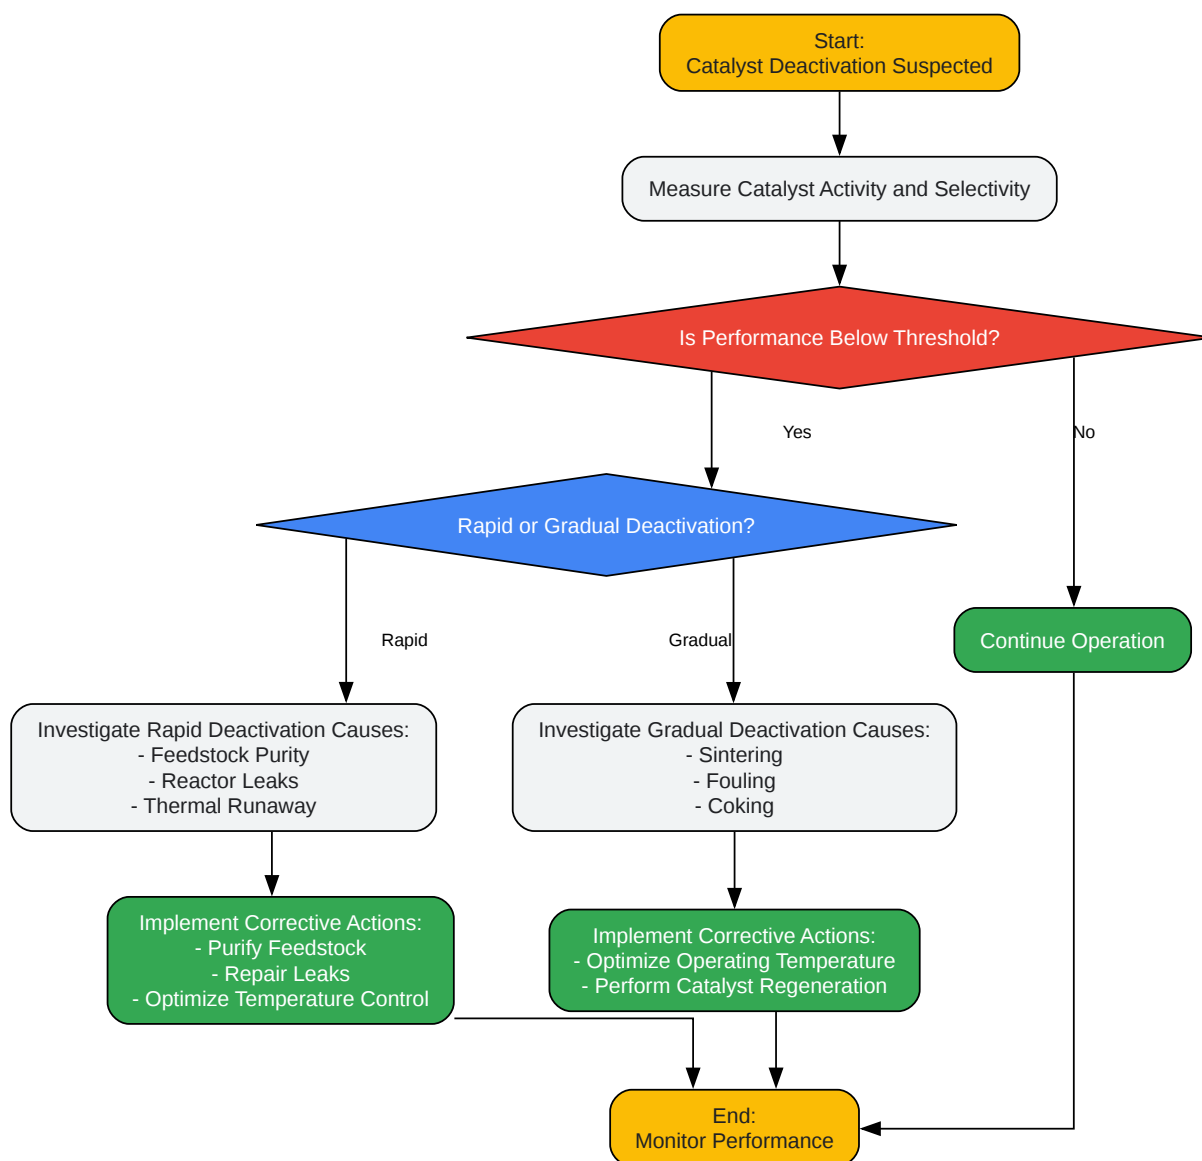 Start:
Catalyst Deactivation Suspected
Measure Catalyst Activity and Selectivity
Is Performance Below Threshold?
Yes
No
Rapid or Gradual Deactivation?
Rapid
Gradual
Continue Operation
Investigate Rapid Deactivation Causes:
- Feedstock Purity
- Reactor Leaks
- Thermal Runaway
Investigate Gradual Deactivation Causes:
- Sintering
- Fouling
- Coking
Implement Corrective Actions:
- Purify Feedstock
- Repair Leaks
- Optimize Temperature Control
Implement Corrective Actions:
- Optimize Operating Temperature
- Perform Catalyst Regeneration
End:
Monitor Performance